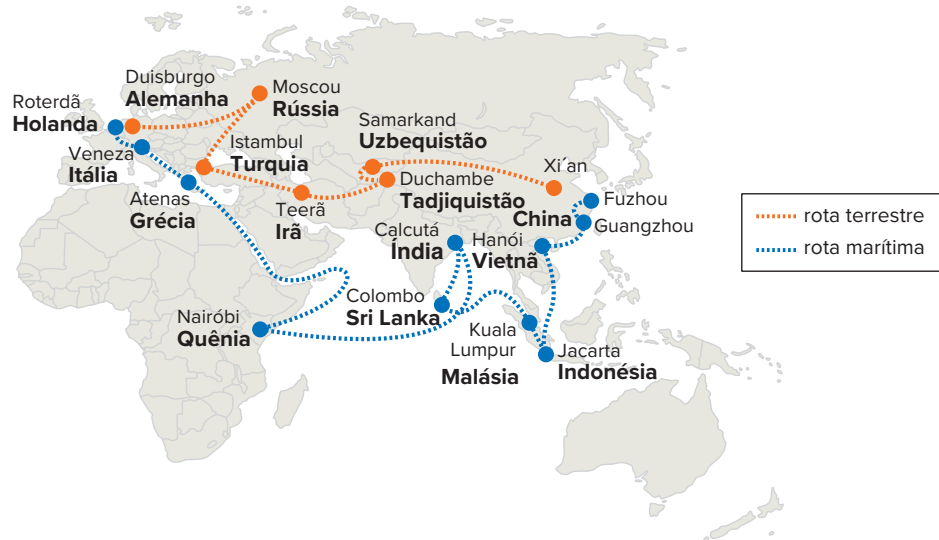 Duisburgo
Alemanha
Moscou
Rússia
Roterdã
Holanda
Samarkand
Uzbequistão
Veneza
Itália
Istambul
Turquia
Xi´an
Atenas
Grécia
Teerã
Irã
Duchambe
Tadjiquistão
China
Fuzhou
Guangzhou
Calcutá
Índia
Hanói
Vietnã
Nairóbi
Quênia
Colombo
Sri Lanka
Kuala
Lumpur
Malásia
Jacarta
Indonésia
rota terrestre
rota marítima